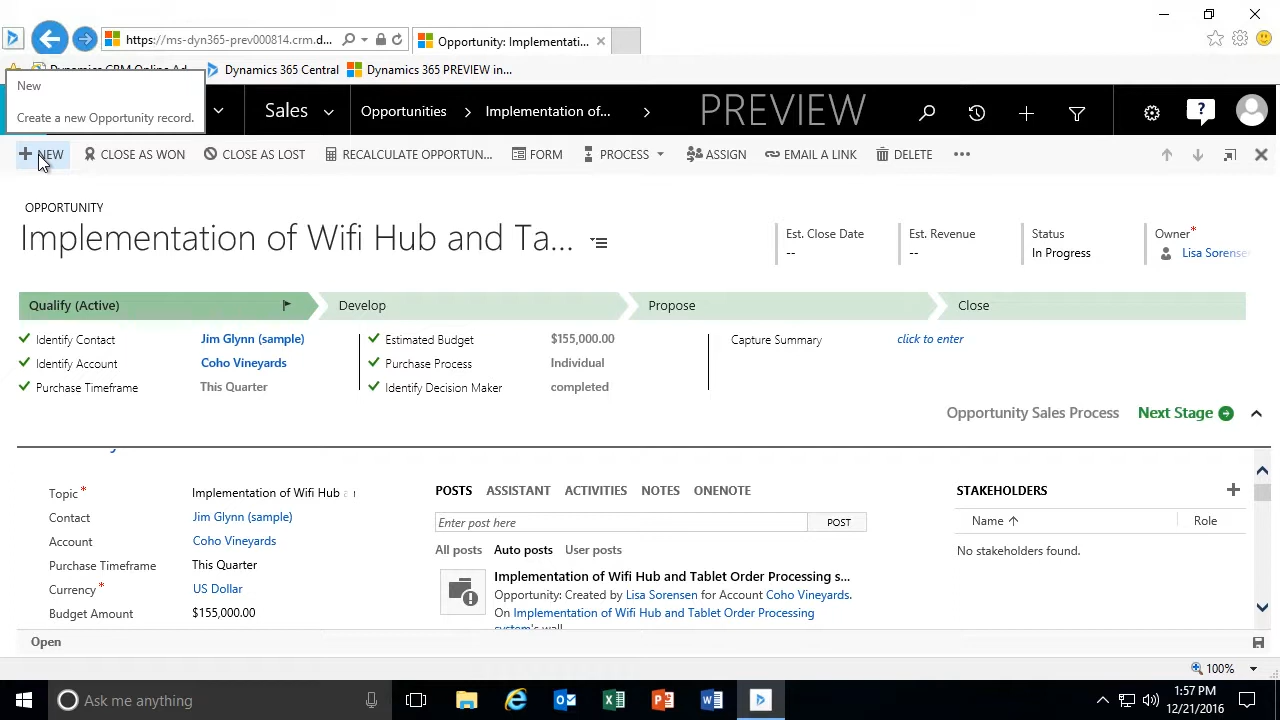 https://ms-dyn365-prev000814.crm.d...
Opportunity: Implementati...
Dynamics CRM Online Ad
Dynamics 365 Central
Dynamics 365 PREVIEW in...
New
Create a new Opportunity record.
Sales
Opportunities
Implementation of...
PREVIEW
NEW
CLOSE AS WON
CLOSE AS LOST
RECALCULATE OPPORTUN...
FORM
PROCESS
ASSIGN
EMAIL A LINK
DELETE
OPPORTUNITY
Implementation of Wifi Hub and Ta...
Est. Close Date
--
Est. Revenue
--
Status
In Progress
Owner*
Lisa Sorensen
Qualify (Active)
Develop
Propose
Close
Identify Contact Jim Glynn (sample)
Identify Account Coho Vineyards
Purchase Timeframe This Quarter
Estimated Budget $155,000.00
Purchase Process Individual
Identify Decision Maker completed
Capture Summary click to enter
Opportunity Sales Process
Next Stage
Topic* Implementation of Wifi Hub
Contact Jim Glynn (sample)
Account Coho Vineyards
Purchase Timeframe This Quarter
Currency* US Dollar
Budget Amount $155,000.00
POSTS ASSISTANT ACTIVITIES NOTES ONENOTE
Enter post here
POST
All posts Auto posts User posts
Implementation of Wifi Hub and Tablet Order Processing s...
Opportunity: Created by Lisa Sorensen for Account Coho Vineyards.
On Implementation of Wifi Hub and Tablet Order Processing
system's wall
STAKEHOLDERS
Name Role
No stakeholders found.
Open
100%
Ask me anything
1:57 PM
12/21/2016